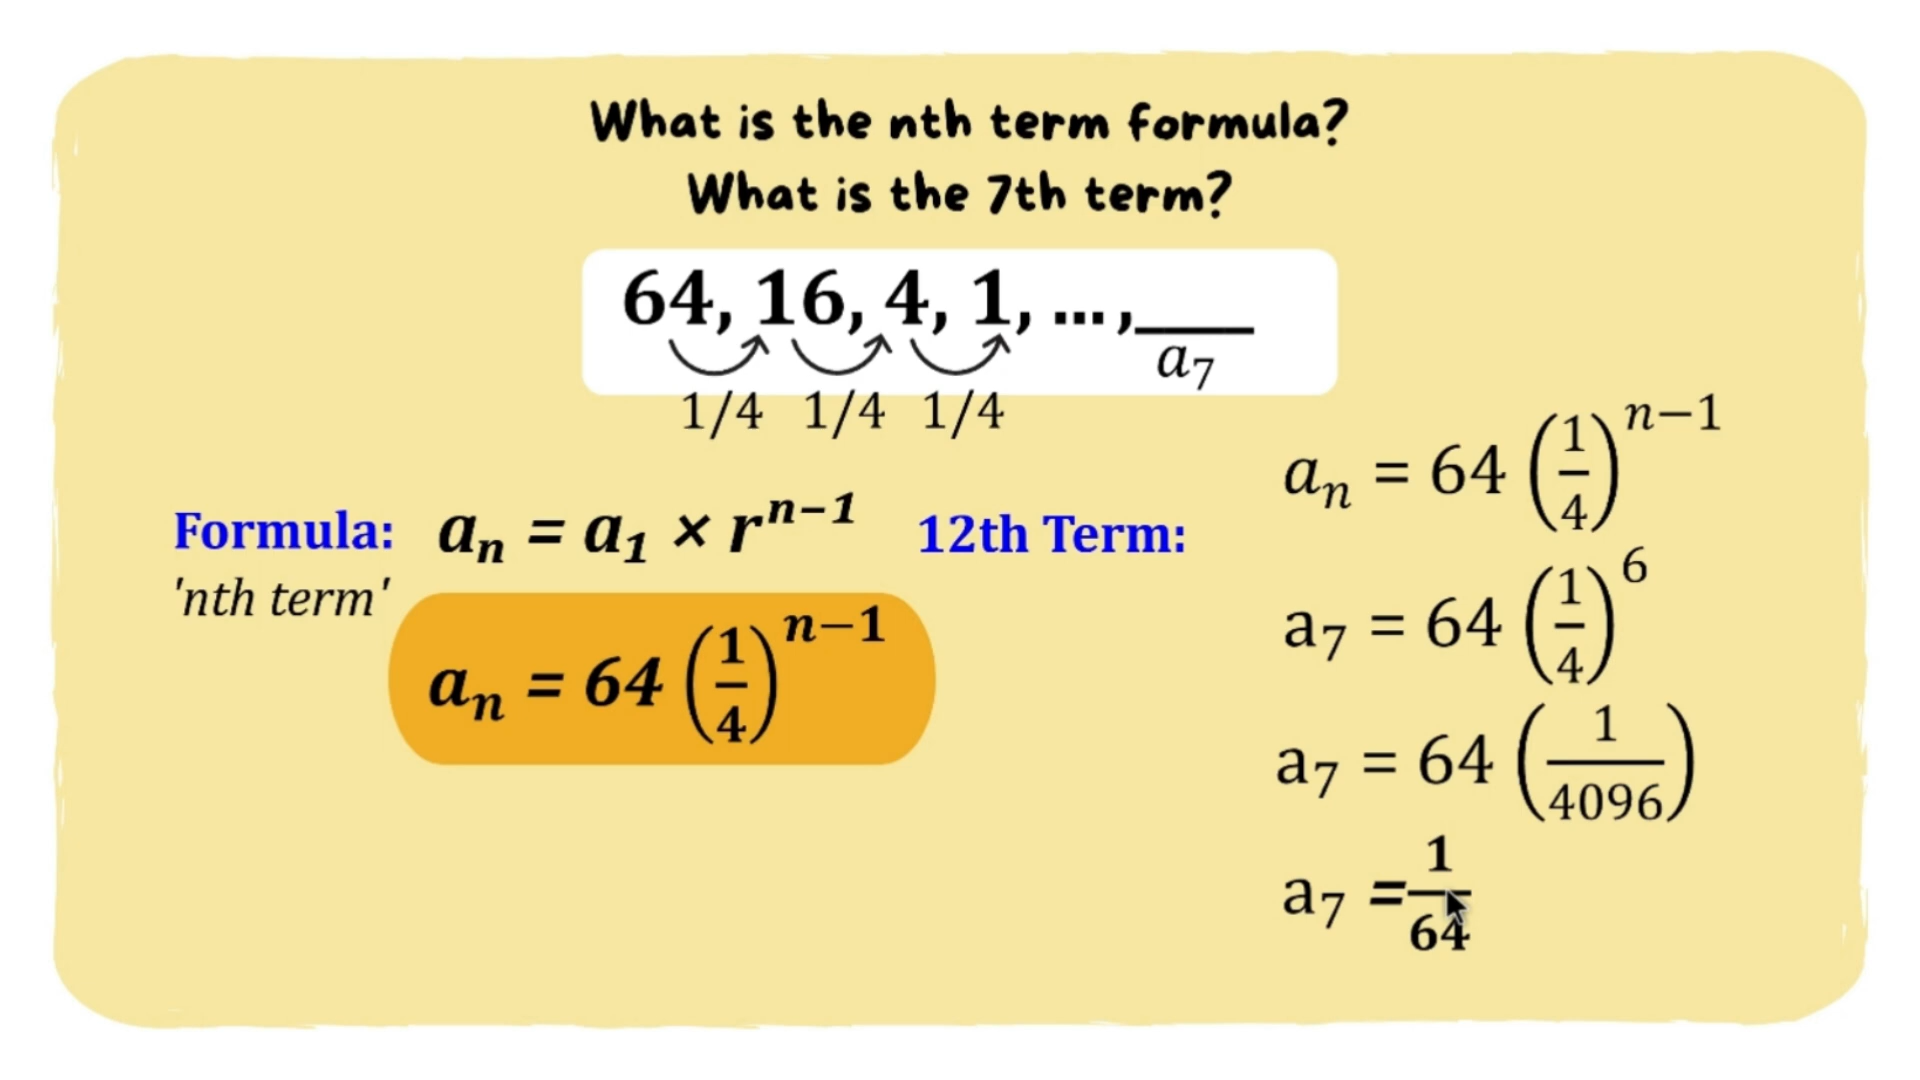 What is the nth term formula?
What is the 7th term?
64, 16, 4, 1, ... ,____
a₇
1/4 1/4 1/4
Formula: aₙ = a₁ × rⁿ⁻¹
'nth term'
aₙ = 64 (1/4)ⁿ⁻¹
12th Term:
aₙ = 64 (1/4)ⁿ⁻¹
a₇ = 64 (1/4)⁶
a₇ = 64 (1/4096)
a₇ = 1/64